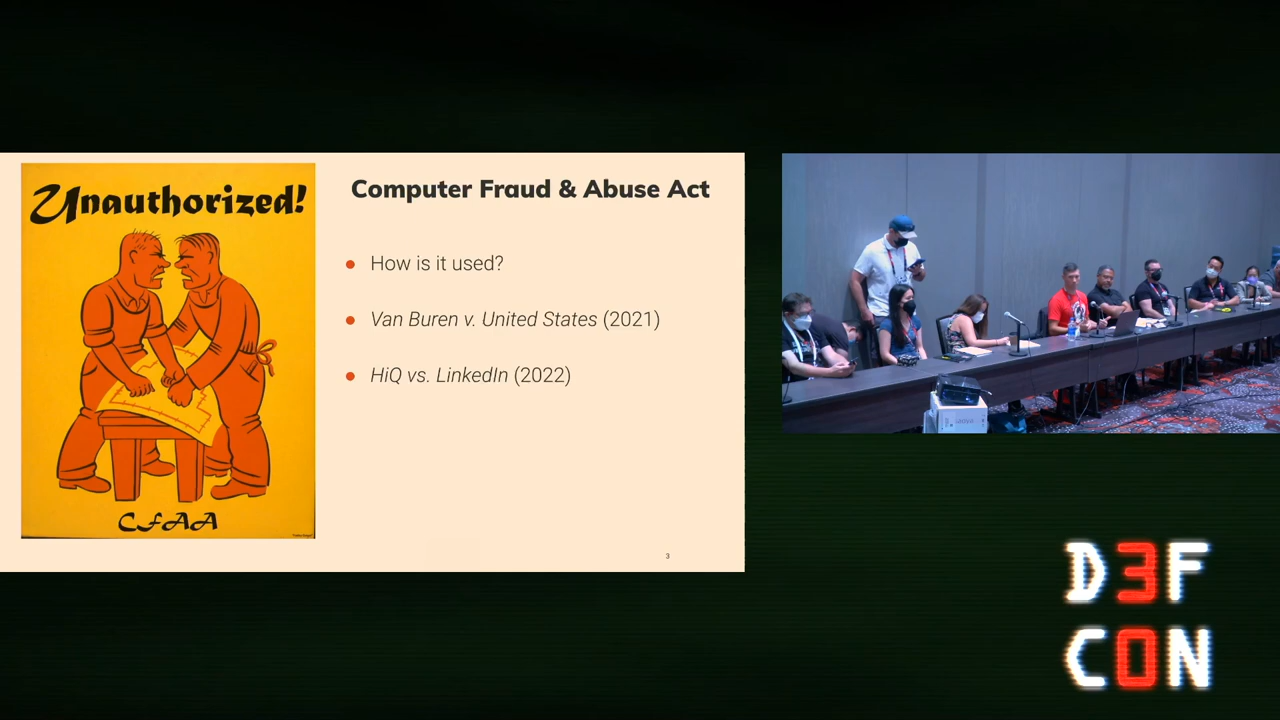 Unauthorized!
CFAA
Computer Fraud & Abuse Act
How is it used?
Van Buren v. United States (2021)
HiQ vs. LinkedIn (2022)
3
D3F
C0N